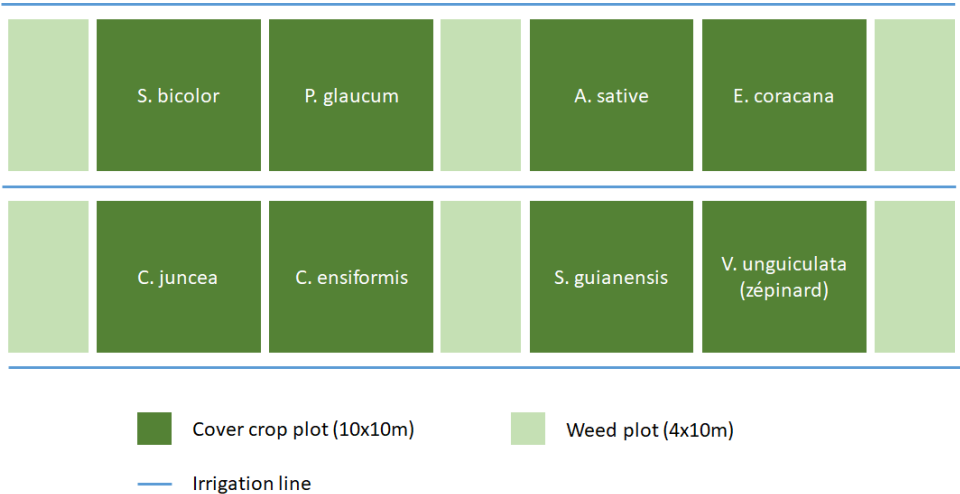 S. bicolor
P. glaucum
A. sative
E. coracana
C. juncea
C. ensiformis
S. guianensis
V. unguiculata
(zépinard)
Cover crop plot (10x10m)
Weed plot (4x10m)
Irrigation line